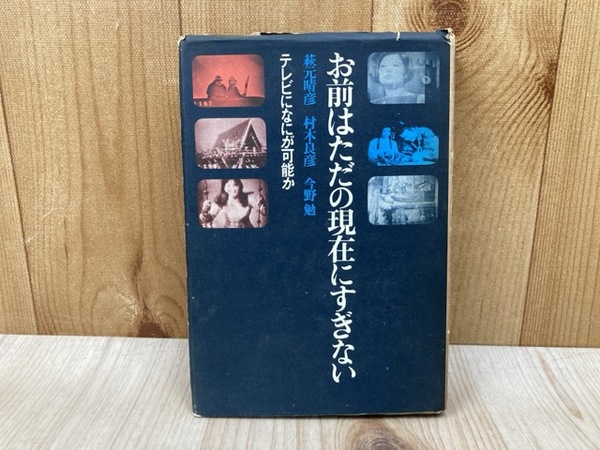 お前はただの現在にすぎない
萩元晴彦 村木良彦 今野勉
テレビになにが可能か